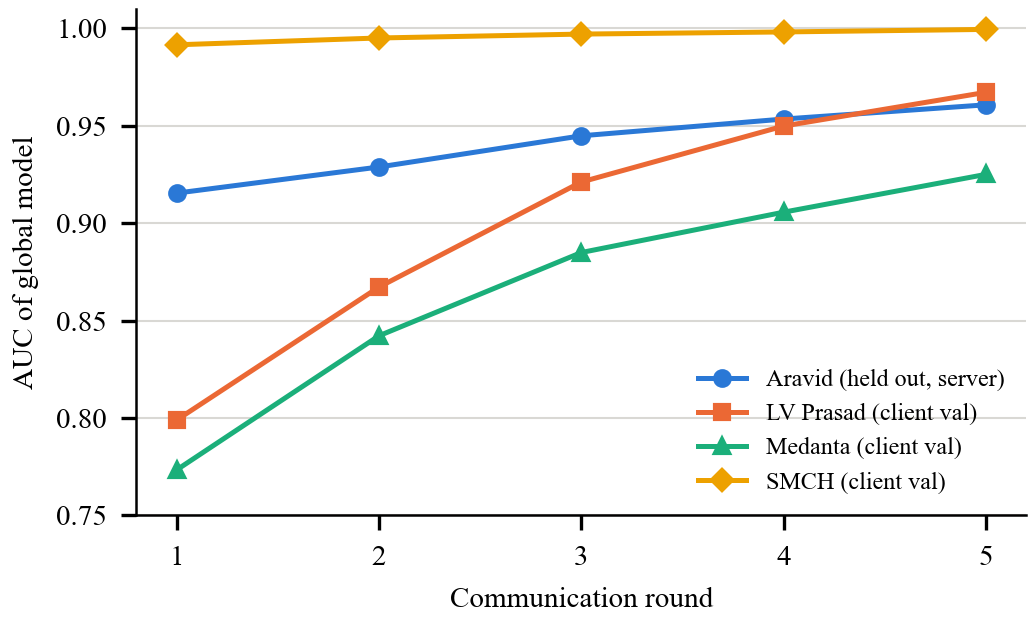 1.00
0.95
0.90
0.85
0.80
0.75
AUC of global model
Aravid (held out, server)
LV Prasad (client val)
Medanta (client val)
SMCH (client val)
1 2 3 4 5
Communication round